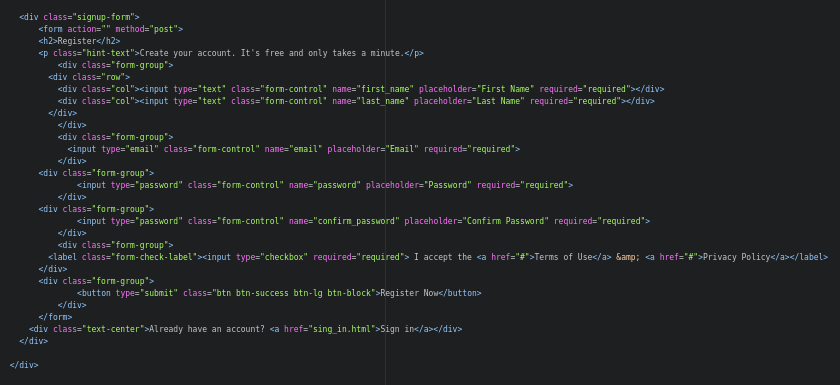 <div class="signup-form">
<form action="" method="post">
<h2>Register</h2>
<p class="hint-text">Create your account. It's free and only takes a minute.</p>
<div class="form-group">
<div class="row">
<div class="col"><input type="text" class="form-control" name="first_name" placeholder="First Name" required="required"></div>
<div class="col"><input type="text" class="form-control" name="last_name" placeholder="Last Name" required="required"></div>
</div>
</div>
<div class="form-group">
<input type="email" class="form-control" name="email" placeholder="Email" required="required">
</div>
<div class="form-group">
<input type="password" class="form-control" name="password" placeholder="Password" required="required">
</div>
<div class="form-group">
<input type="password" class="form-control" name="confirm_password" placeholder="Confirm Password" required="required">
</div>
<div class="form-group">
<label class="form-check-label"><input type="checkbox" required="required"> I accept the <a href="#">Terms of Use</a> &amp; <a href="#">Privacy Policy</a></label>
</div>
<div class="form-group">
<button type="submit" class="btn btn-success btn-lg btn-block">Register Now</button>
</div>
</form>
<div class="text-center">Already have an account? <a href="sing_in.html">Sign in</a></div>
</div>
</div>